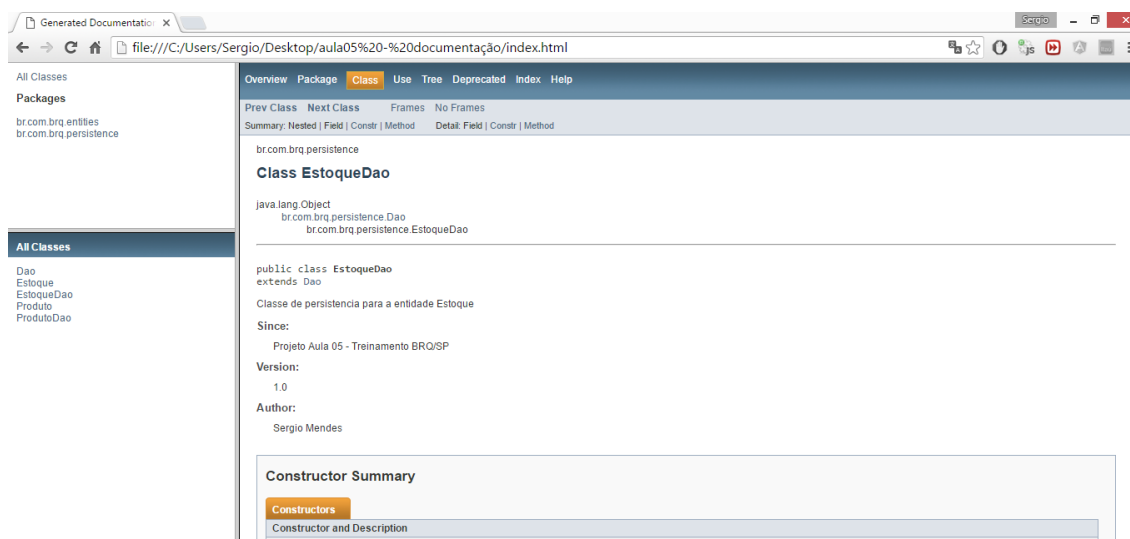 Generated Documentation
Sergio
file:///C:/Users/Sergio/Desktop/aula05%20-%20documentação/index.html
js
All Classes
Packages
br.com.brq.entities
br.com.brq.persistence
All Classes
Dao
Estoque
EstoqueDao
Produto
ProdutoDao
Overview Package Class Use Tree Deprecated Index Help
Prev Class Next Class Frames No Frames
Summary: Nested | Field | Constr | Method Detail: Field | Constr | Method
br.com.brq.persistence
Class EstoqueDao
java.lang.Object
br.com.brq.persistence.Dao
br.com.brq.persistence.EstoqueDao
public class EstoqueDao
extends Dao
Classe de persistencia para a entidade Estoque
Since:
Projeto Aula 05 - Treinamento BRQ/SP
Version:
1.0
Author:
Sergio Mendes
Constructor Summary
Constructors
Constructor and Description